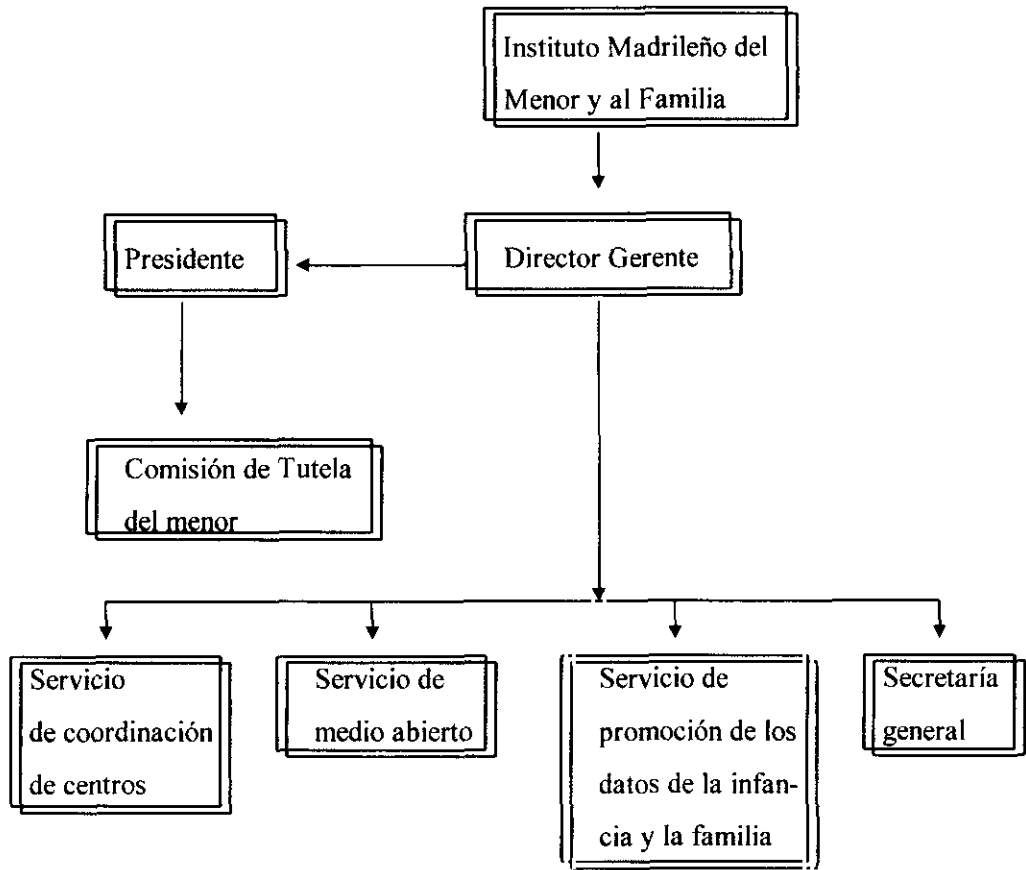 Instituto Madrileño del
Menor y al Familia
Presidente
Director Gerente
Comisión de Tutela
del menor
Servicio
de coordinación
de centros
Servicio de
medio abierto
Servicio de
promoción de los
datos de la infan-
cia y la familia
Secretaría
general